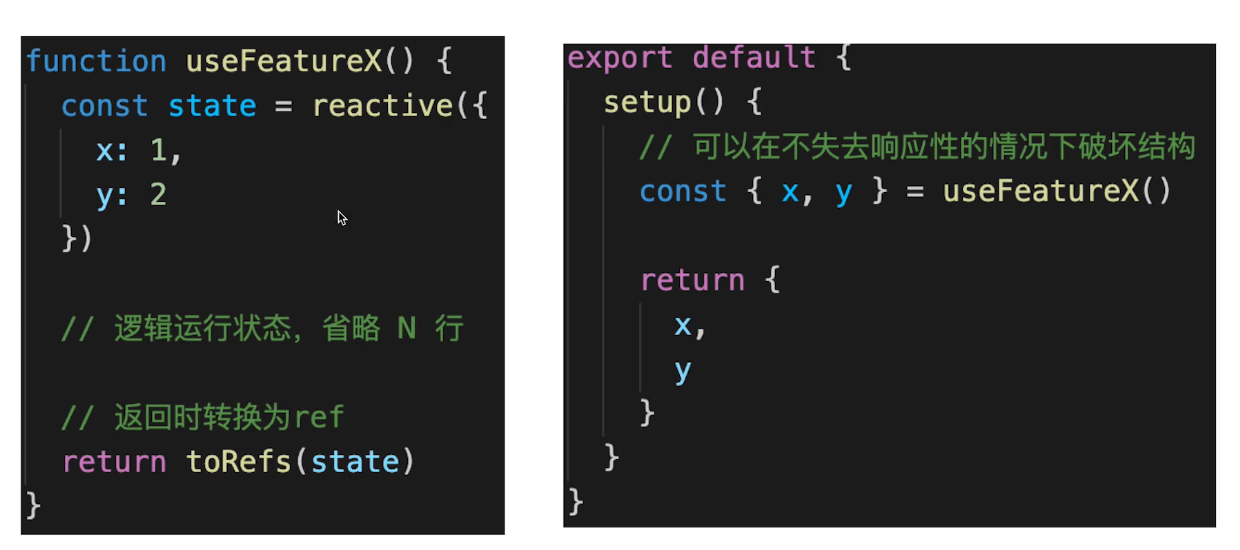 function useFeatureX() {
  const state = reactive({
    x: 1,
    y: 2
  })
  // 逻辑运行状态，省略 N 行
  // 返回时转换为ref
  return toRefs(state)
}
export default {
  setup() {
    // 可以在不失去响应性的情况下破坏结构
    const { x, y } = useFeatureX()
    return {
      x,
      y
    }
  }
}